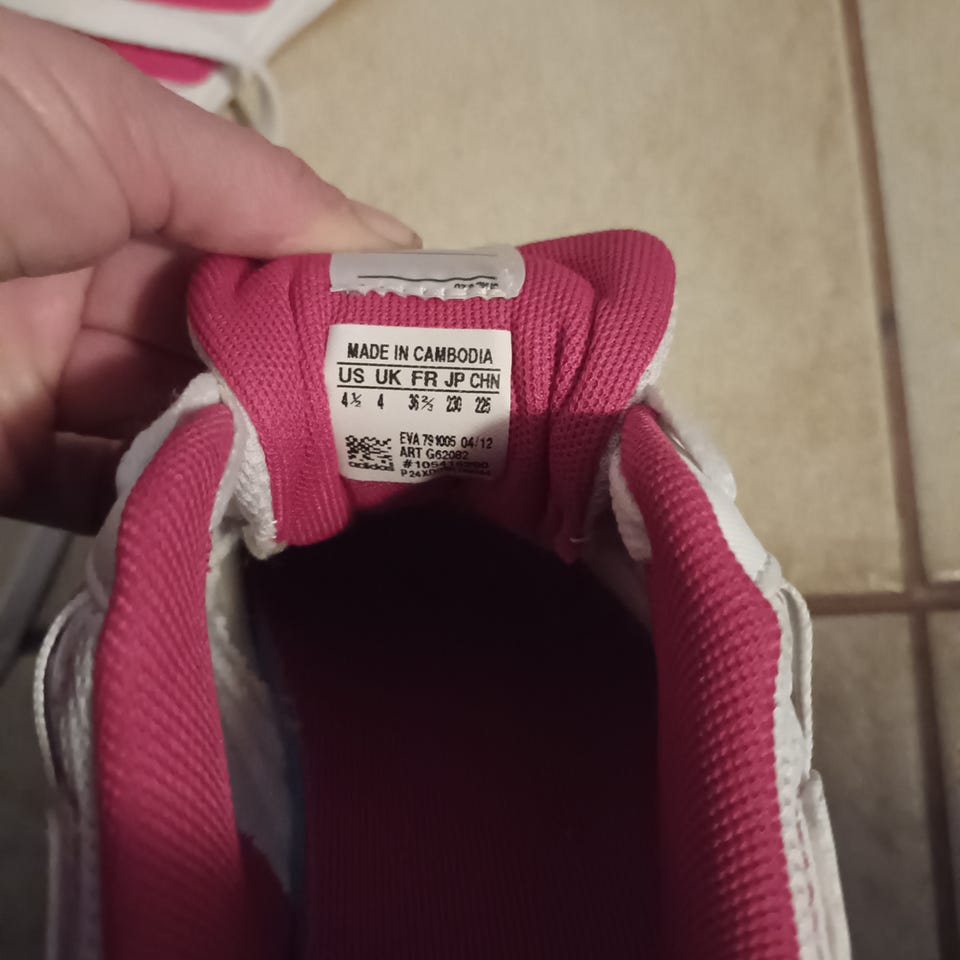 MADE IN CAMBODIA
US UK FR JP CHN
4½ 4 36⅔ 230 225
EVA 791005 04/12
adidas ART G62082